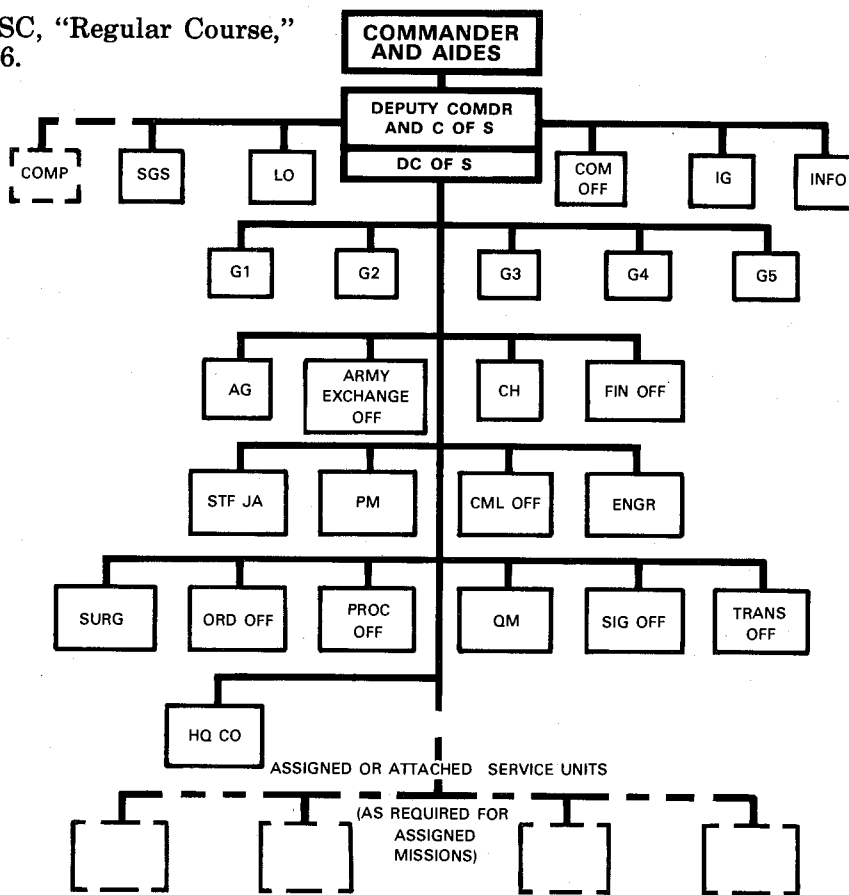 SC, “Regular Course,”
6.
COMMANDER
AND AIDES
DEPUTY COMDR
AND C OF S
DC OF S
COMP
SGS
LO
COM
OFF
IG
INFO
G1
G2
G3
G4
G5
AG
ARMY
EXCHANGE
OFF
CH
FIN OFF
STF JA
PM
CML OFF
ENGR
SURG
ORD OFF
PROC
OFF
QM
SIG OFF
TRANS
OFF
HQ CO
ASSIGNED OR ATTACHED SERVICE UNITS
(AS REQUIRED FOR
ASSIGNED
MISSIONS)